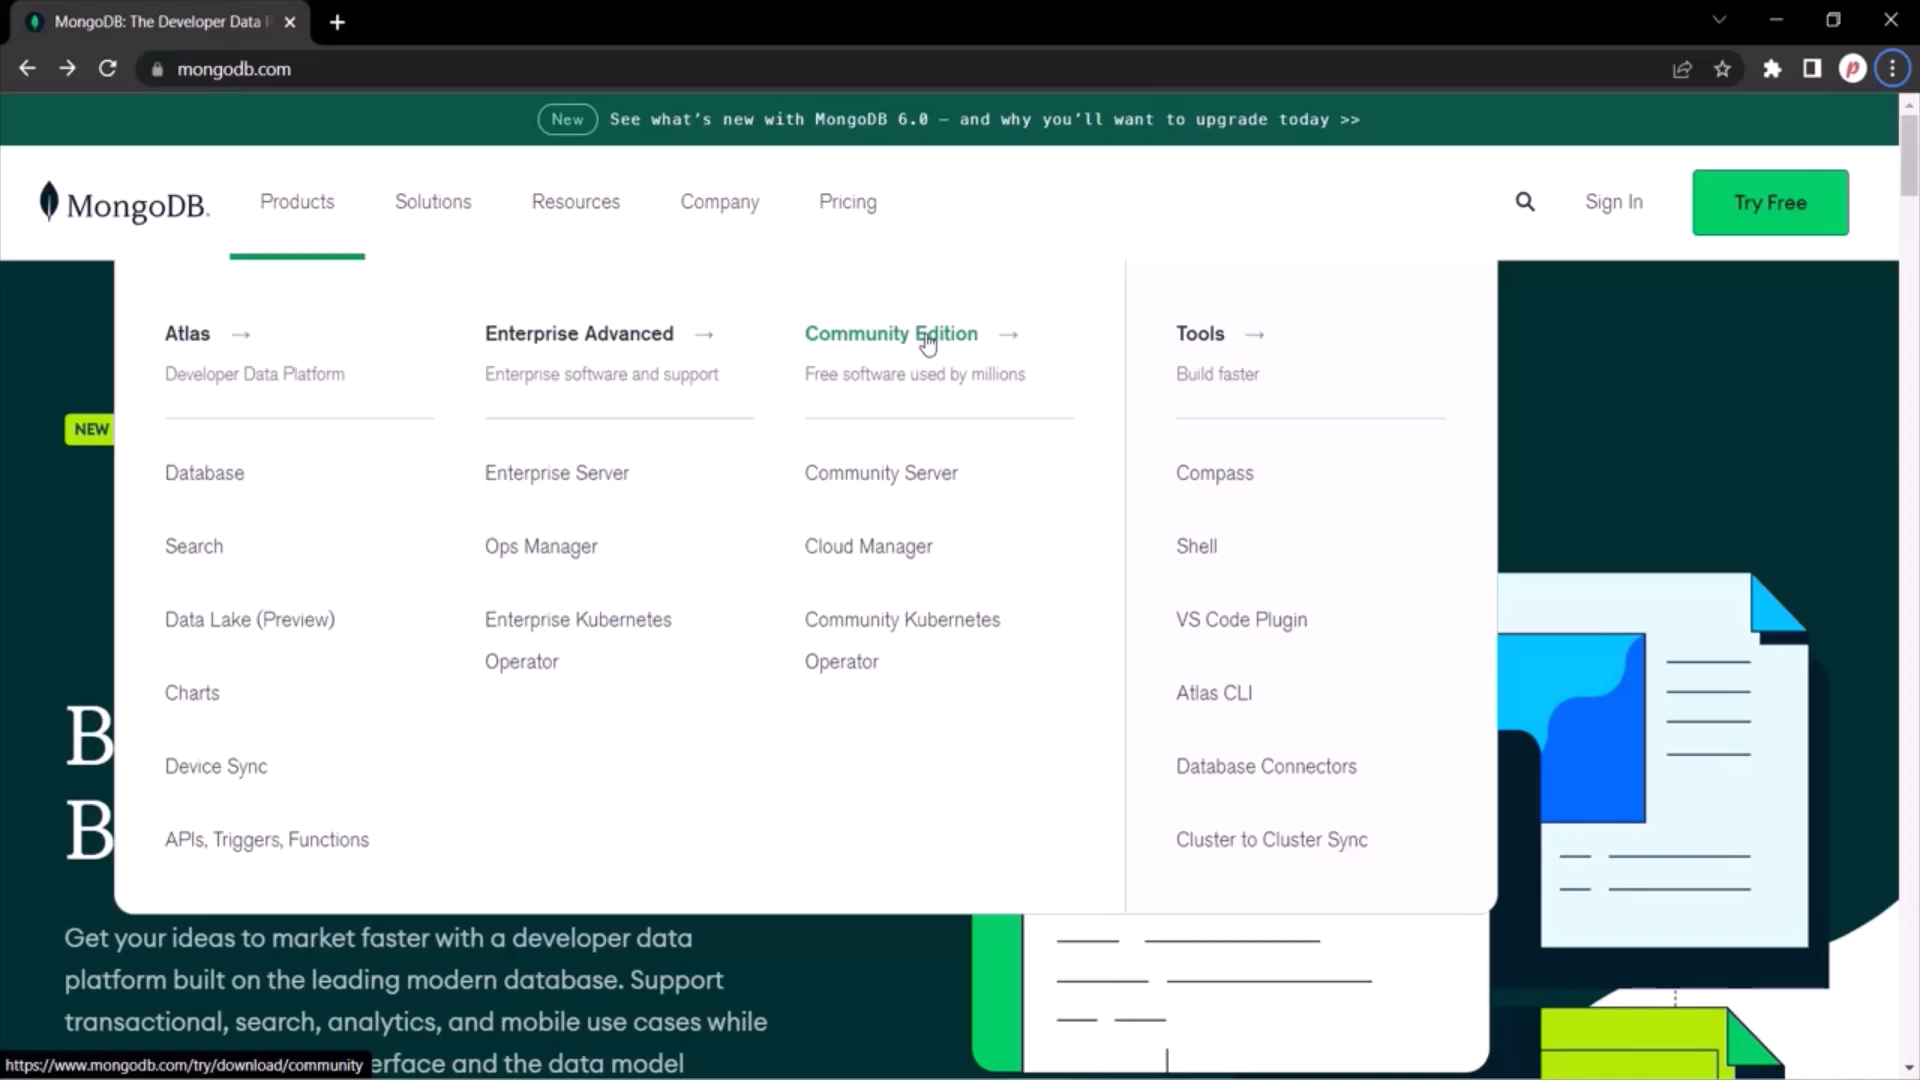 MongoDB: The Developer Data P
mongodb.com
New See what's new with MongoDB 6.0 — and why you'll want to upgrade today >>
MongoDB. Products Solutions Resources Company Pricing Sign In Try Free
Atlas → Enterprise Advanced → Community Edition → Tools →
Developer Data Platform Enterprise software and support Free software used by millions Build faster
NEW
Database Enterprise Server Community Server Compass
Search Ops Manager Cloud Manager Shell
Data Lake (Preview) Enterprise Kubernetes Community Kubernetes VS Code Plugin
Operator Operator
Charts Atlas CLI
B
Device Sync Database Connectors
B
APIs, Triggers, Functions Cluster to Cluster Sync
Get your ideas to market faster with a developer data
platform built on the leading modern database. Support
transactional, search, analytics, and mobile use cases while
https://www.mongodb.com/try/download/community erface and the data model